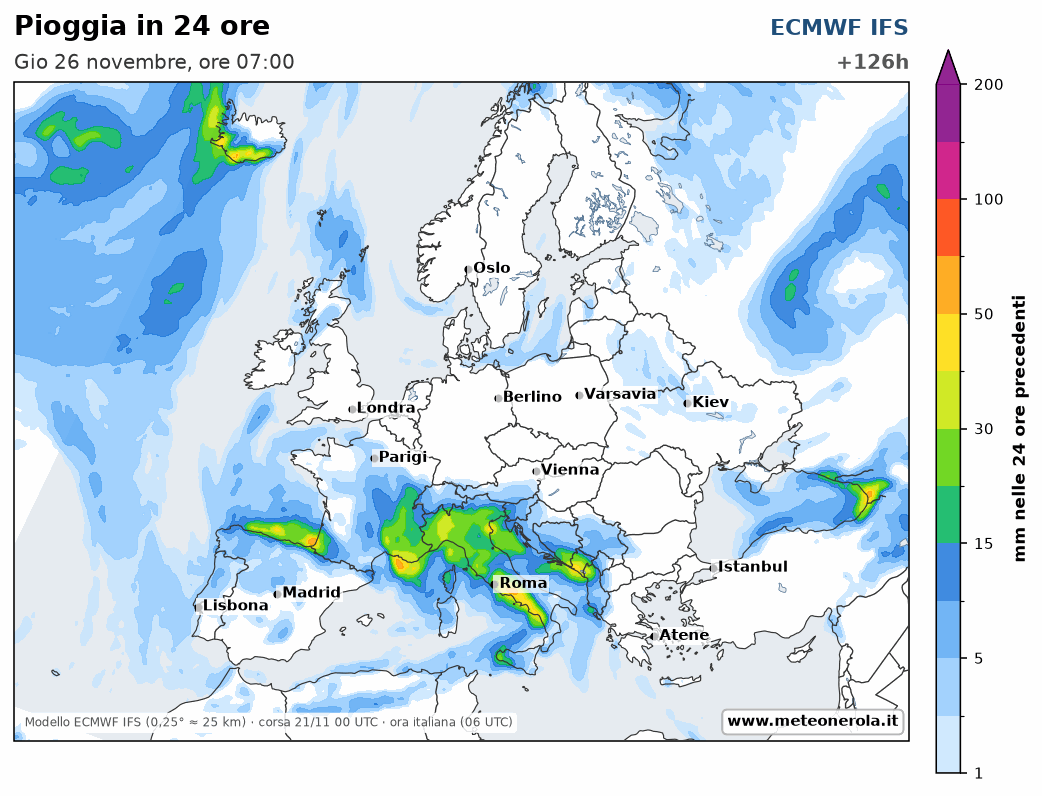 Pioggia in 24 ore
ECMWF IFS
Gio 26 novembre, ore 07:00
+126h
200
100
50
30
15
5
1
mm nelle 24 ore precedenti
Oslo
Berlino
Varsavia
Kiev
Londra
Parigi
Vienna
Istanbul
Roma
Madrid
Lisbona
Atene
Modello ECMWF IFS (0,25° ≈ 25 km) · corsa 21/11 00 UTC · ora italiana (06 UTC)
www.meteonerola.it